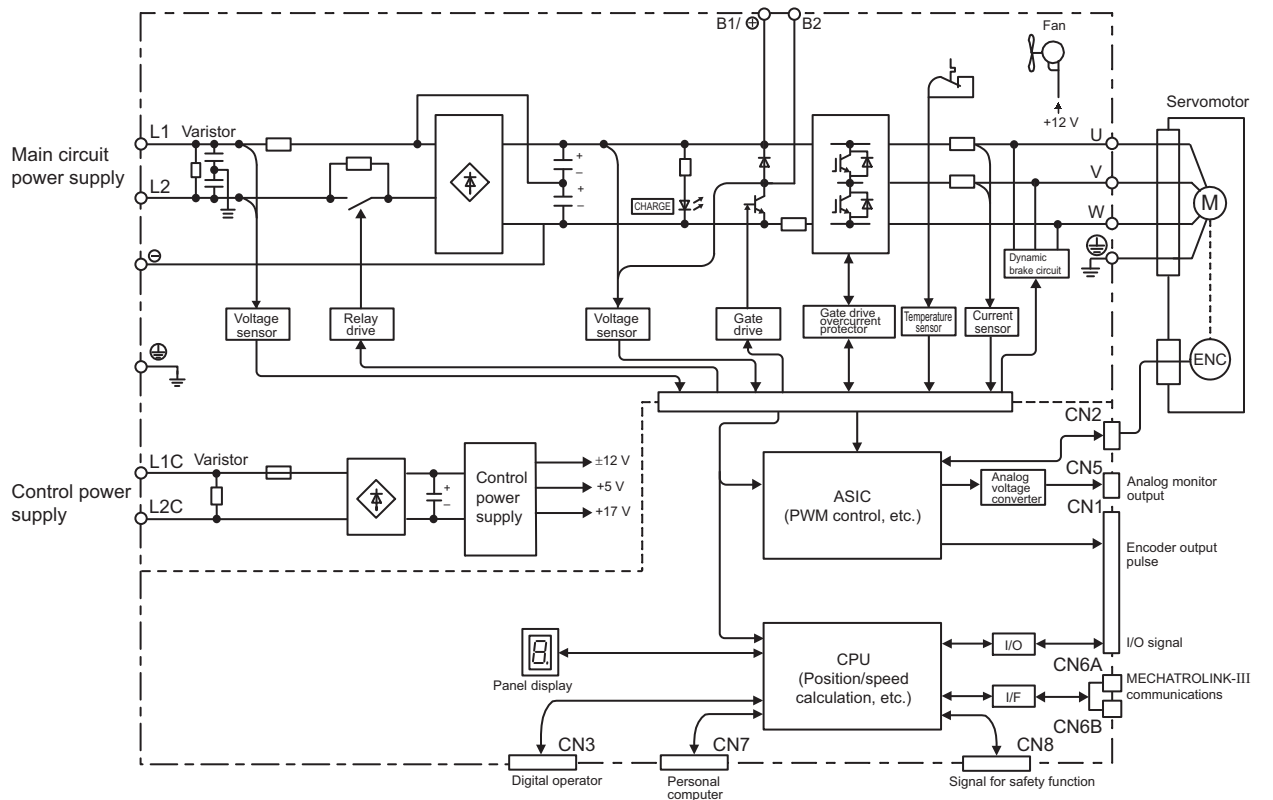 B1/ ⊕
B2
Fan
+12 V
Servomotor
Main circuit
power supply
L1
Varistor
L2
U
V
W
M
+
–
+
–
CHARGE
⊖
Dynamic
brake circuit
Voltage
sensor
Relay
drive
Voltage
sensor
Gate
drive
Gate drive
overcurrent
protector
Temperature
sensor
Current
sensor
ENC
CN2
Control power
supply
L1C
Varistor
L2C
+
–
Control
power
supply
±12 V
+5 V
+17 V
ASIC
(PWM control, etc.)
Analog
voltage
converter
CN5
Analog monitor
output
CN1
Encoder output
pulse
I/O signal
8.
Panel display
CPU
(Position/speed
calculation, etc.)
I/O
I/F
CN6A
MECHATROLINK-III
communications
CN6B
CN3
Digital operator
CN7
Personal
computer
CN8
Signal for safety function